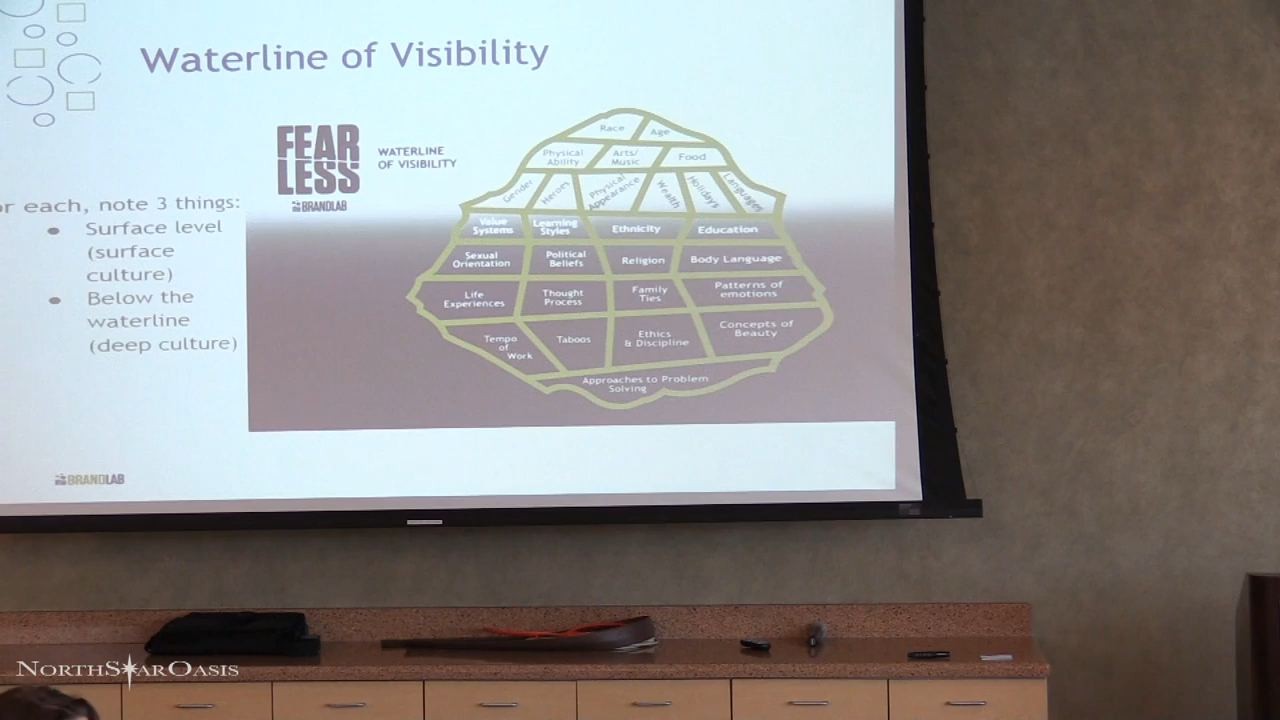 Waterline of Visibility
FEAR
LESS
BRANDLAB
WATERLINE
OF VISIBILITY
or each, note 3 things:
● Surface level
(surface
culture)
● Below the
waterline
(deep culture)
Race
Age
Physical
Ability
Arts/
Music
Food
Gender
Heroes
Physical
Appearance
Wealth
Holidays
Languages
Value
Systems
Learning
Styles
Ethnicity
Education
Sexual
Orientation
Political
Beliefs
Religion
Body Language
Life
Experiences
Thought
Process
Family
Ties
Patterns of
emotions
Tempo
of
Work
Taboos
Ethics
& Discipline
Concepts of
Beauty
Approaches to Problem
Solving
BRANDLAB
NORTHSTAROASIS